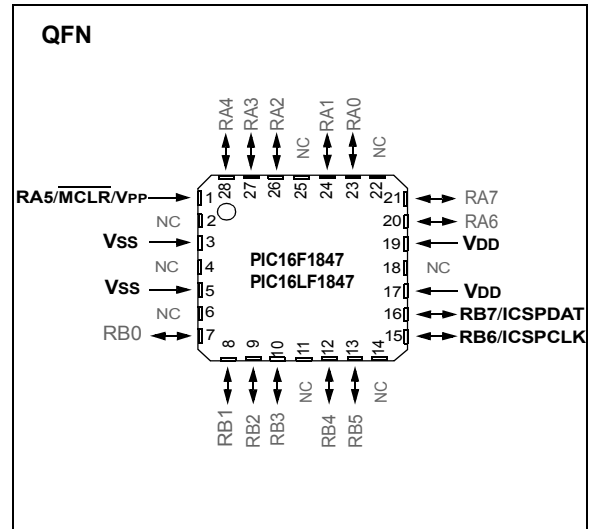 QFN
RA4
RA3
RA2
NC
RA1
RA0
NC
28
27
26
25
24
23
22
RA5/MCLR/VPP 1
NC 2
VSS 3
NC 4
VSS 5
NC 6
RB0 7
PIC16F1847
PIC16LF1847
21 RA7
20 RA6
19 VDD
18 NC
17 VDD
16 RB7/ICSPDAT
15 RB6/ICSPCLK
8
9
10
11
12
13
14
RB1
RB2
RB3
NC
RB4
RB5
NC